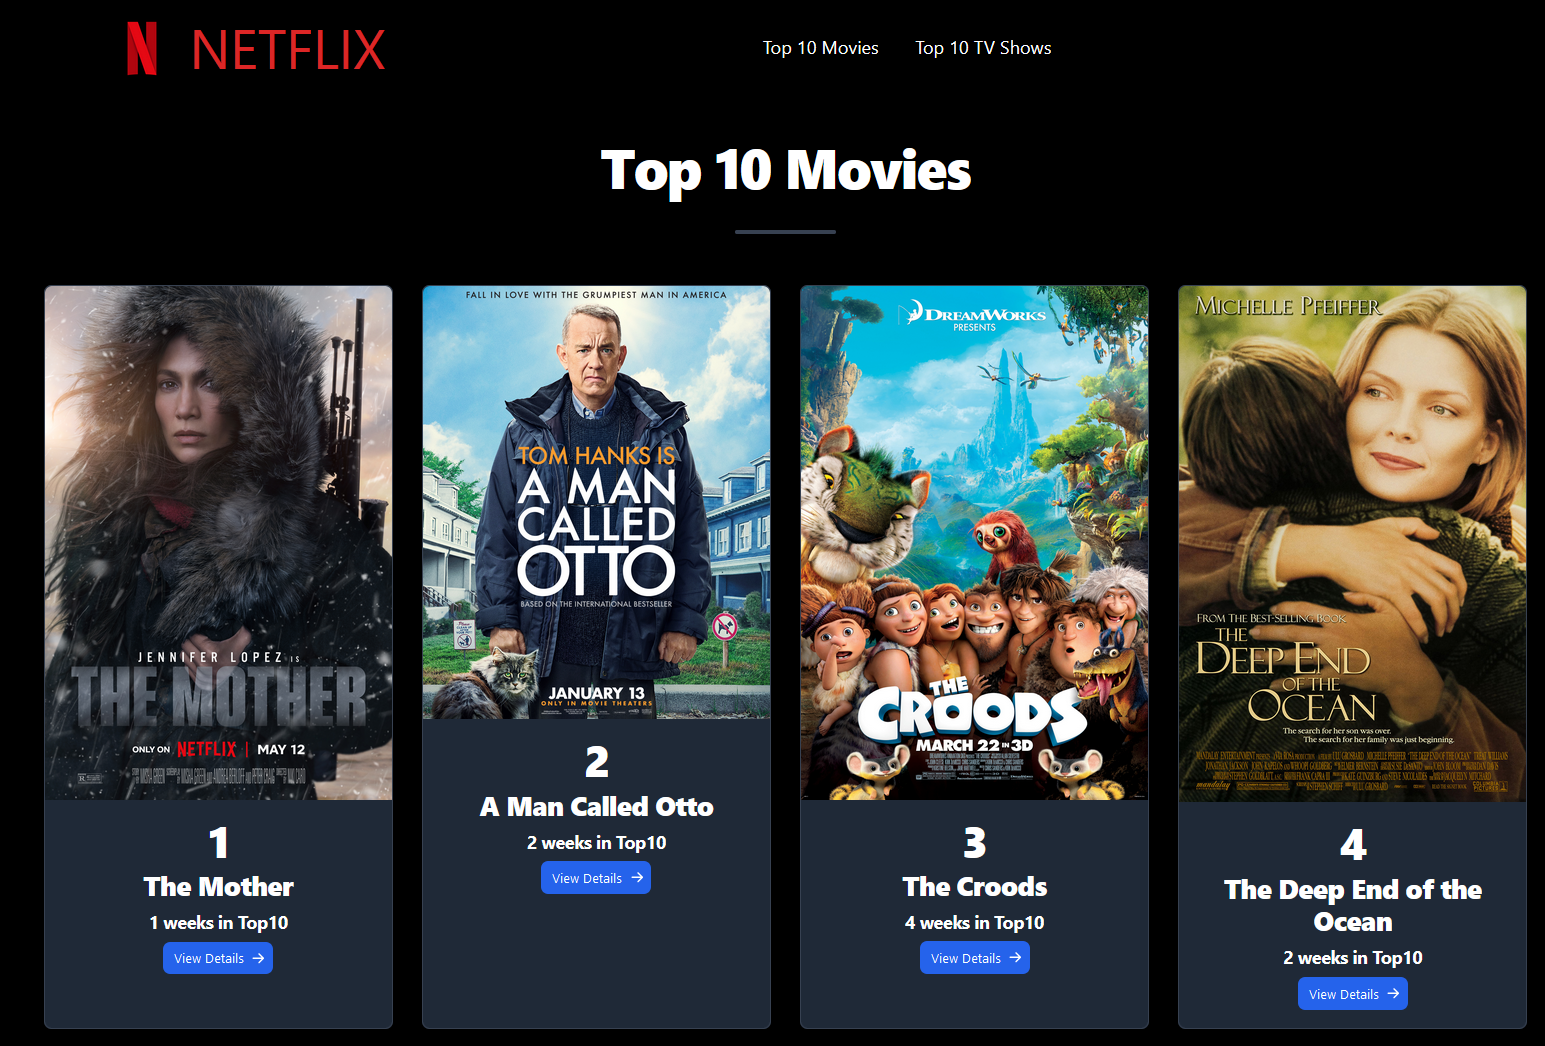 N NETFLIX
Top 10 Movies
Top 10 TV Shows
Top 10 Movies
JENNIFER LOPEZ IS
THE MOTHER
ONLY ON NETFLIX | MAY 12
1
The Mother
1 weeks in Top10
View Details →
FALL IN LOVE WITH THE GRUMPIEST MAN IN AMERICA
TOM HANKS IS
A MAN
CALLED
OTTO
BASED ON THE INTERNATIONAL BESTSELLER
JANUARY 13
ONLY IN MOVIE THEATERS
2
A Man Called Otto
2 weeks in Top10
View Details →
DREAMWORKS
PRESENTS
THE
CROODS
MARCH 22 IN 3D
3
The Croods
4 weeks in Top10
View Details →
MICHELLE PFEIFFER
FROM THE BEST-SELLING BOOK
THE
DEEP END
OF THE
OCEAN
The search for her son was over.
The search for her family was just beginning.
mandalay
4
The Deep End of the
Ocean
2 weeks in Top10
View Details →